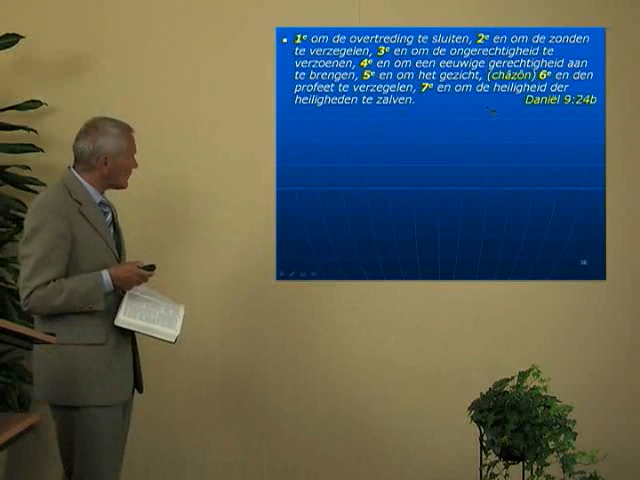 1e om de overtreding te sluiten, 2e en om de zonden
te verzegelen, 3e en om de ongerechtigheid te
verzoenen, 4e en om een eeuwige gerechtigheid aan
te brengen, 5e en om het gezicht, (châzôn) 6e en den
profeet te verzegelen, 7e en om de heiligheid der
heiligheden te zalven. Daniël 9:24b